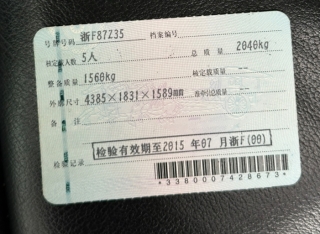 号牌号码 浙F87Z35 档案编号
核定载人数 5人 总质量 2040kg
整备质量 1560kg 核定载质量 --
外廓尺寸 4385×1831×1589mm 准牵引总质量 --
备注
检验有效期至2015 年07 月浙F(00)
检验记录
*3380007428673*